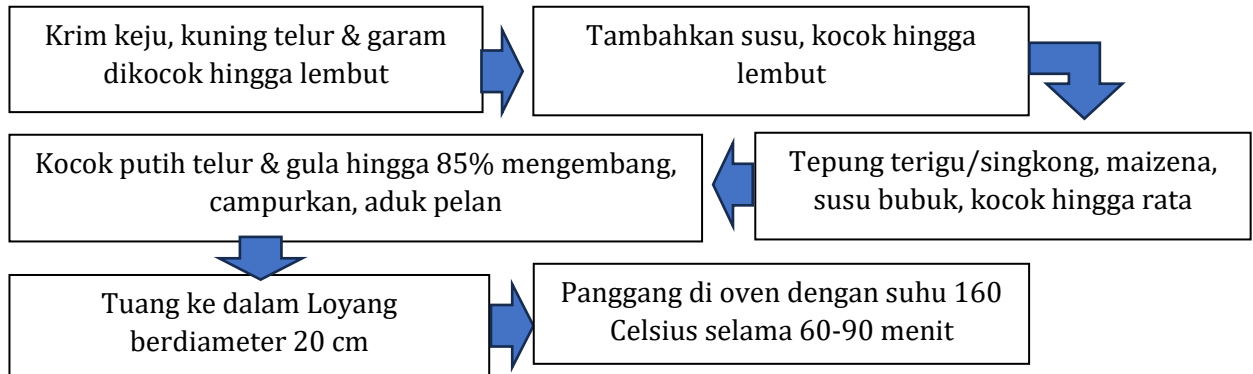 Krim keju, kuning telur & garam
dikocok hingga lembut
Tambahkan susu, kocok hingga
lembut
Tepung terigu/singkong, maizena,
susu bubuk, kocok hingga rata
Kocok putih telur & gula hingga 85% mengembang,
campurkan, aduk pelan
Tuang ke dalam Loyang
berdiameter 20 cm
Panggang di oven dengan suhu 160
Celsius selama 60-90 menit